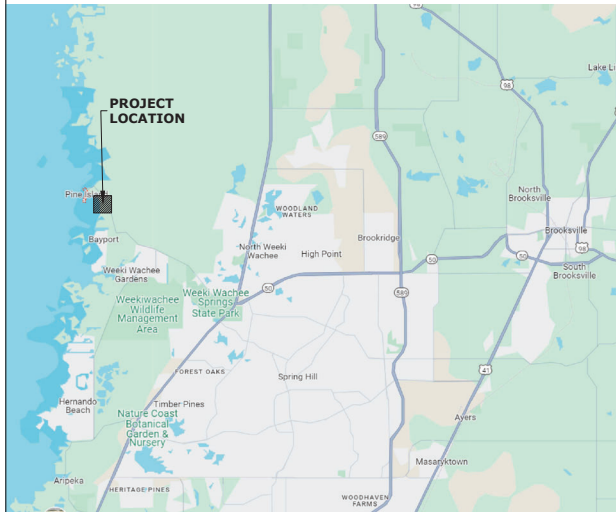 98
Lake L
PROJECT
LOCATION
98
589
Pine Isla
North
Brooksville
WOODLAND
WATERS
Brooksville
Bayport
North Weeki
Wachee
High Point
Brookridge
50
50
98
South
Brooksville
Weeki Wachee
Gardens
50
589
Weeki Wachee
Springs
State Park
Weekiwachee
Wildlife
Management
Area
41
FOREST OAKS
Spring Hill
Hernando
Beach
Timber Pines
Nature Coast
Botanical
Garden &
Nursery
Ayers
Masaryktown
Aripeka
HERITAGE PINES
WOODHAVEN
FARMS